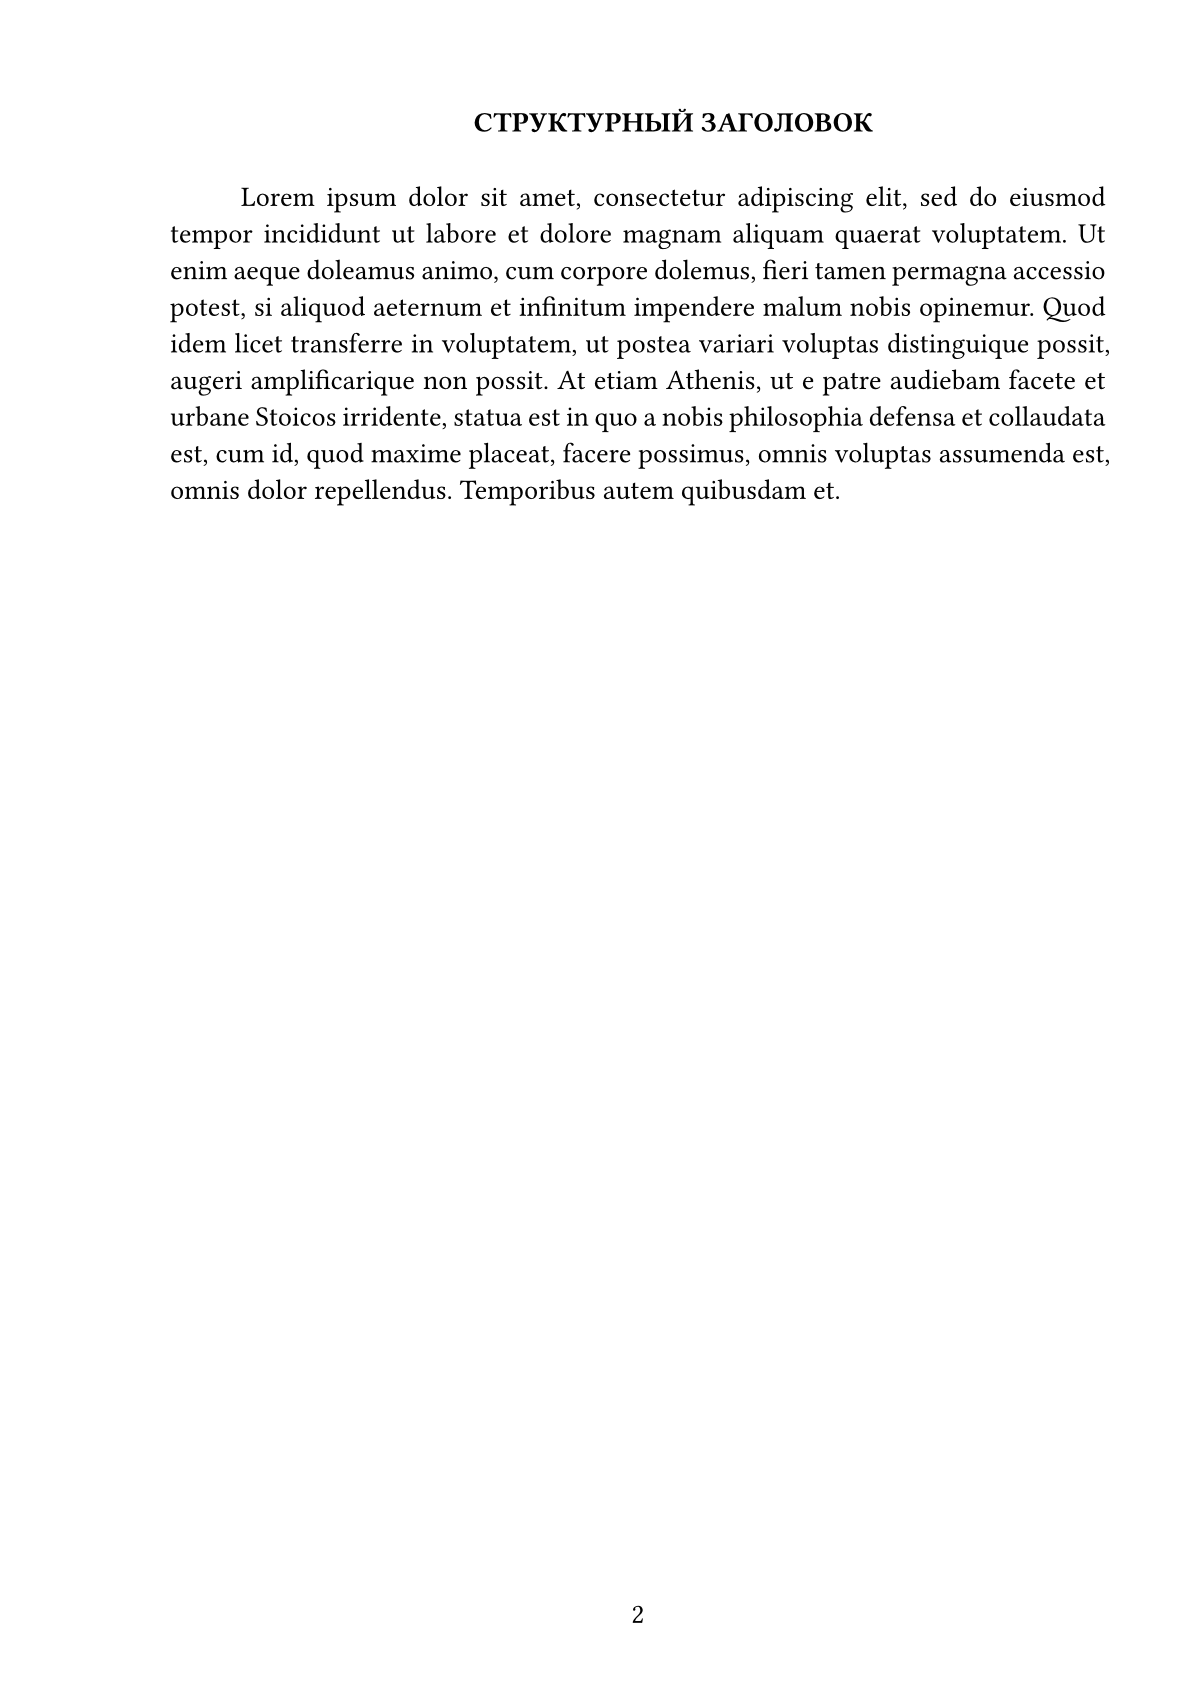 СТРУКТУРНЫЙ ЗАГОЛОВОК
Lorem ipsum dolor sit amet, consectetur adipiscing elit, sed do eiusmod
tempor incididunt ut labore et dolore magnam aliquam quaerat voluptatem. Ut
enim aeque doleamus animo, cum corpore dolemus, fieri tamen permagna accessio
potest, si aliquod aeternum et infinitum impendere malum nobis opinemur. Quod
idem licet transferre in voluptatem, ut postea variari voluptas distinguique possit,
augeri amplificarique non possit. At etiam Athenis, ut e patre audiebam facete et
urbane Stoicos irridente, statua est in quo a nobis philosophia defensa et collaudata
est, cum id, quod maxime placeat, facere possimus, omnis voluptas assumenda est,
omnis dolor repellendus. Temporibus autem quibusdam et.
2